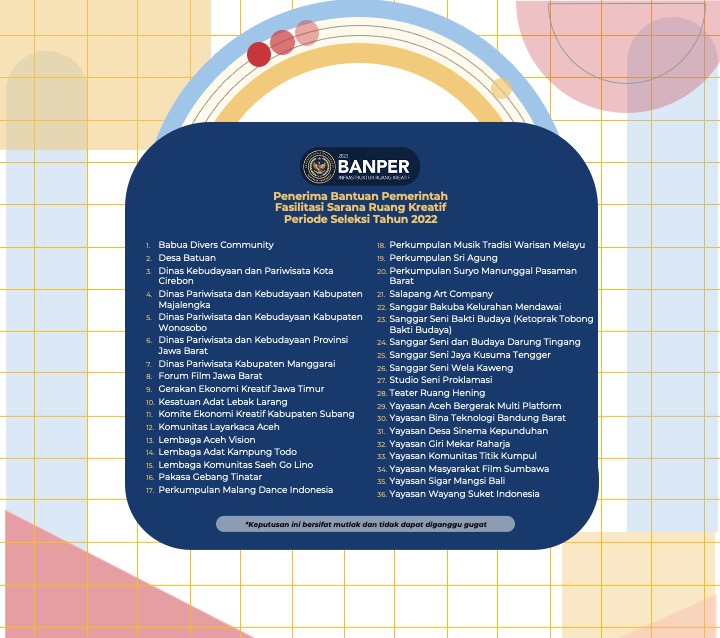 2023
BANPER
INFRASTRUKTUR RUANG KREATIF
Penerima Bantuan Pemerintah
Fasilitasi Sarana Ruang Kreatif
Periode Seleksi Tahun 2022
1. Babua Divers Community
2. Desa Batuan
3. Dinas Kebudayaan dan Pariwisata Kota
Cirebon
4. Dinas Pariwisata dan Kebudayaan Kabupaten
Majalengka
5. Dinas Pariwisata dan Kebudayaan Kabupaten
Wonosobo
6. Dinas Pariwisata dan Kebudayaan Provinsi
Jawa Barat
7. Dinas Pariwisata Kabupaten Manggarai
8. Forum Film Jawa Barat
9. Gerakan Ekonomi Kreatif Jawa Timur
10. Kesatuan Adat Lebak Larang
11. Komite Ekonomi Kreatif Kabupaten Subang
12. Komunitas Layarkaca Aceh
13. Lembaga Aceh Vision
14. Lembaga Adat Kampung Todo
15. Lembaga Komunitas Saeh Go Lino
16. Pakasa Gebang Tinatar
17. Perkumpulan Malang Dance Indonesia
18. Perkumpulan Musik Tradisi Warisan Melayu
19. Perkumpulan Sri Agung
20. Perkumpulan Suryo Manunggal Pasaman
Barat
21. Salapang Art Company
22. Sanggar Bakuba Kelurahan Mendawai
23. Sanggar Seni Bakti Budaya (Ketoprak Tobong
Bakti Budaya)
24. Sanggar Seni dan Budaya Darung Tingang
25. Sanggar Seni Jaya Kusuma Tengger
26. Sanggar Seni Wela Kaweng
27. Studio Seni Proklamasi
28. Teater Ruang Hening
29. Yayasan Aceh Bergerak Multi Platform
30. Yayasan Bina Teknologi Bandung Barat
31. Yayasan Desa Sinema Kepunduhan
32. Yayasan Giri Mekar Raharja
33. Yayasan Komunitas Titik Kumpul
34. Yayasan Masyarakat Film Sumbawa
35. Yayasan Sigar Mangsi Bali
36. Yayasan Wayang Suket Indonesia
*Keputusan ini bersifat mutlak dan tidak dapat diganggu gugat